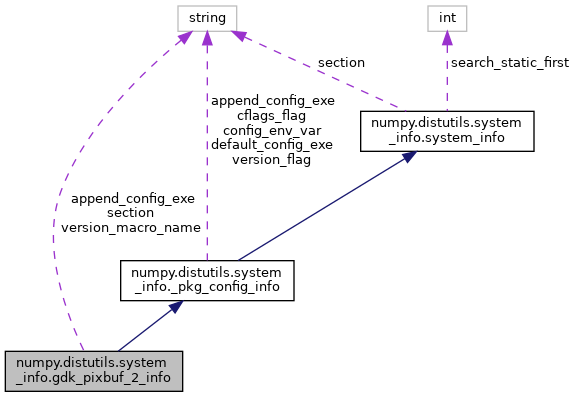 string
int
section
search_static_first
append_config_exe
cflags_flag
config_env_var
default_config_exe
version_flag
numpy.distutils.system
_info.system_info
append_config_exe
section
version_macro_name
numpy.distutils.system
_info._pkg_config_info
numpy.distutils.system
_info.gdk_pixbuf_2_info